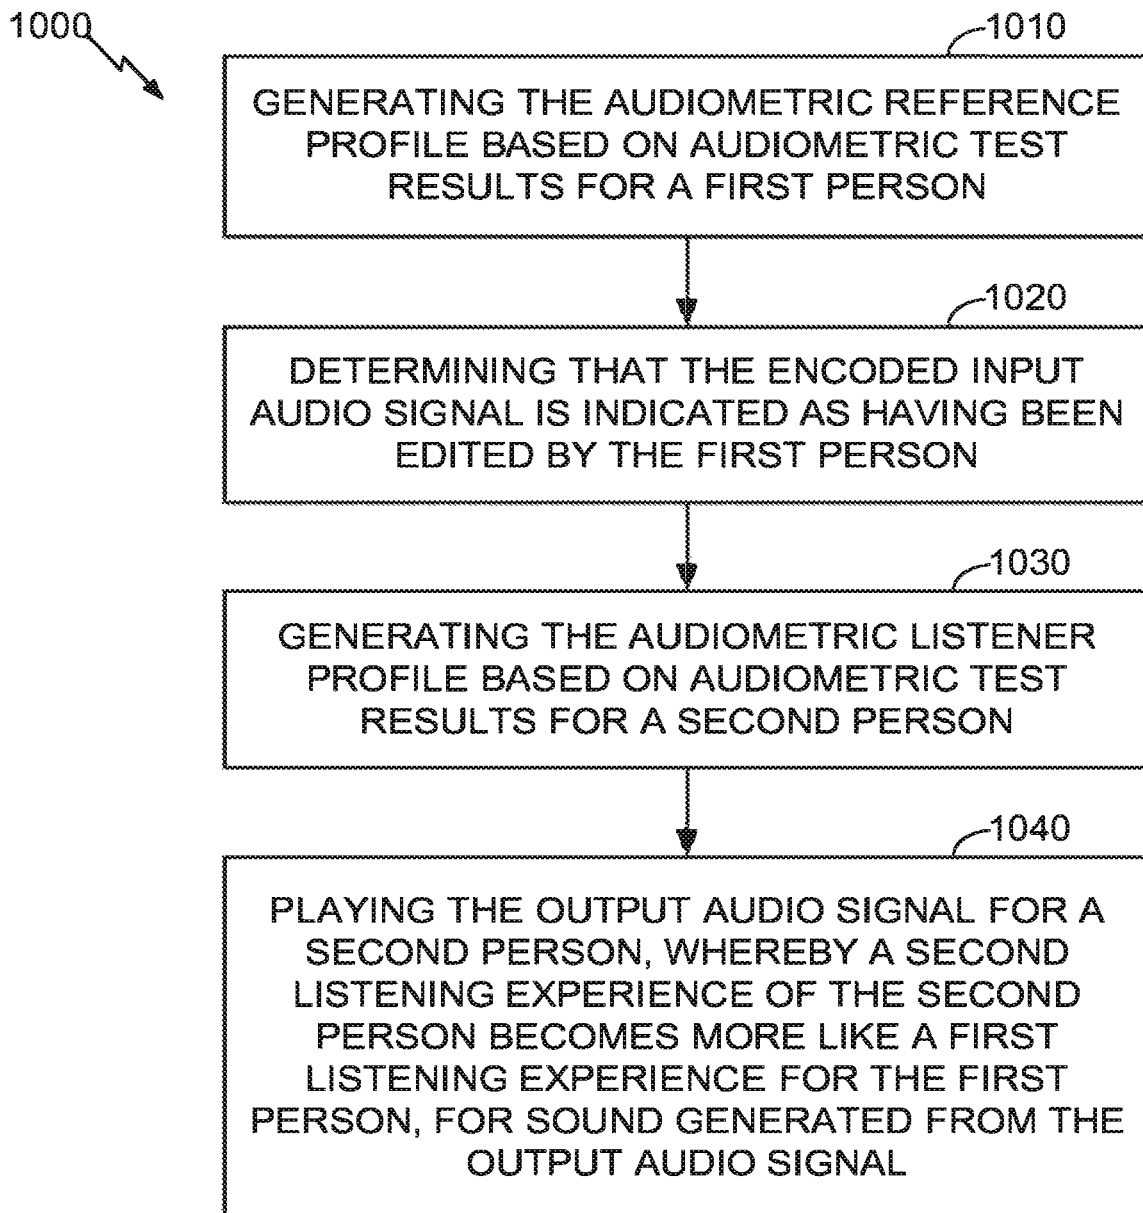 1000
1010
GENERATING THE AUDIOMETRIC REFERENCE
PROFILE BASED ON AUDIOMETRIC TEST
RESULTS FOR A FIRST PERSON
1020
DETERMINING THAT THE ENCODED INPUT
AUDIO SIGNAL IS INDICATED AS HAVING BEEN
EDITED BY THE FIRST PERSON
1030
GENERATING THE AUDIOMETRIC LISTENER
PROFILE BASED ON AUDIOMETRIC TEST
RESULTS FOR A SECOND PERSON
1040
PLAYING THE OUTPUT AUDIO SIGNAL FOR A
SECOND PERSON, WHEREBY A SECOND
LISTENING EXPERIENCE OF THE SECOND
PERSON BECOMES MORE LIKE A FIRST
LISTENING EXPERIENCE FOR THE FIRST
PERSON, FOR SOUND GENERATED FROM THE
OUTPUT AUDIO SIGNAL